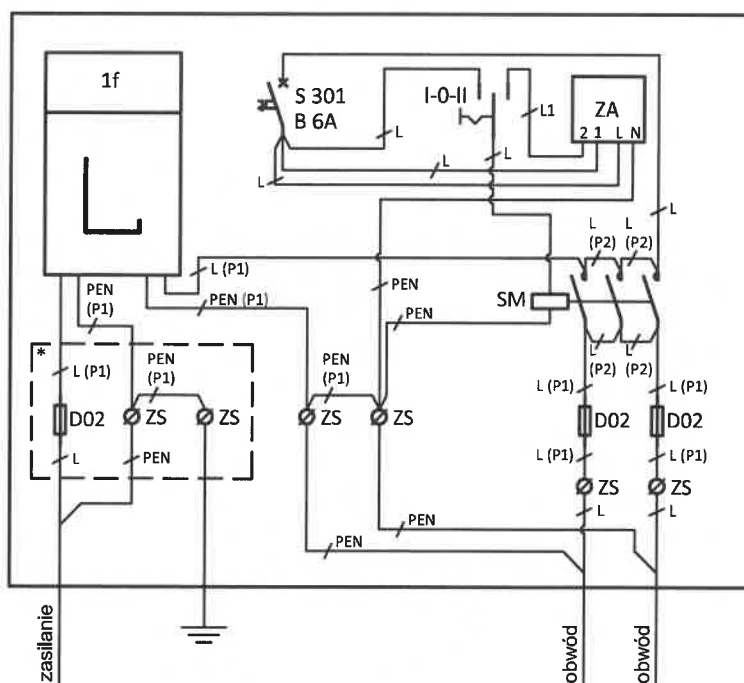 1f
S 301
B 6A
I-0-II
L1
ZA
2 1 L N
L
L
L
L
L
L (P1)
L
(P2)
L
(P2)
PEN
(P1)
PEN (P1)
PEN
SM
PEN
*
L (P1)
PEN
(P1)
PEN
(P1)
L
(P2)
L
(P2)
L (P1)
L (P1)
D02
ZS
ZS
ZS
ZS
D02
D02
L
PEN
L (P1)
L (P1)
ZS
ZS
L
L
PEN
PEN
zasilanie
obwód
obwód